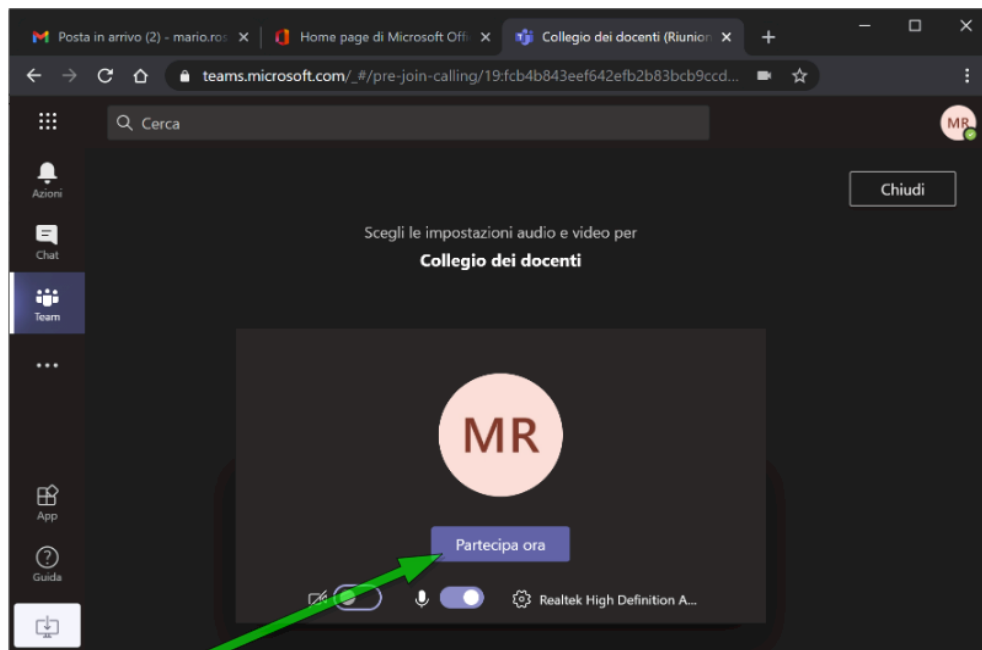 Posta in arrivo (2) - mario.ros
Home page di Microsoft Offi
Collegio dei docenti (Riunion
teams.microsoft.com/_#/pre-join-calling/19:fcb4b843eef642efb2b83bcb9ccd...
Cerca
MR
Azioni
Chiudi
Chat
Scegli le impostazioni audio e video per
Collegio dei docenti
Team
MR
App
Partecipa ora
Guida
Realtek High Definition A...